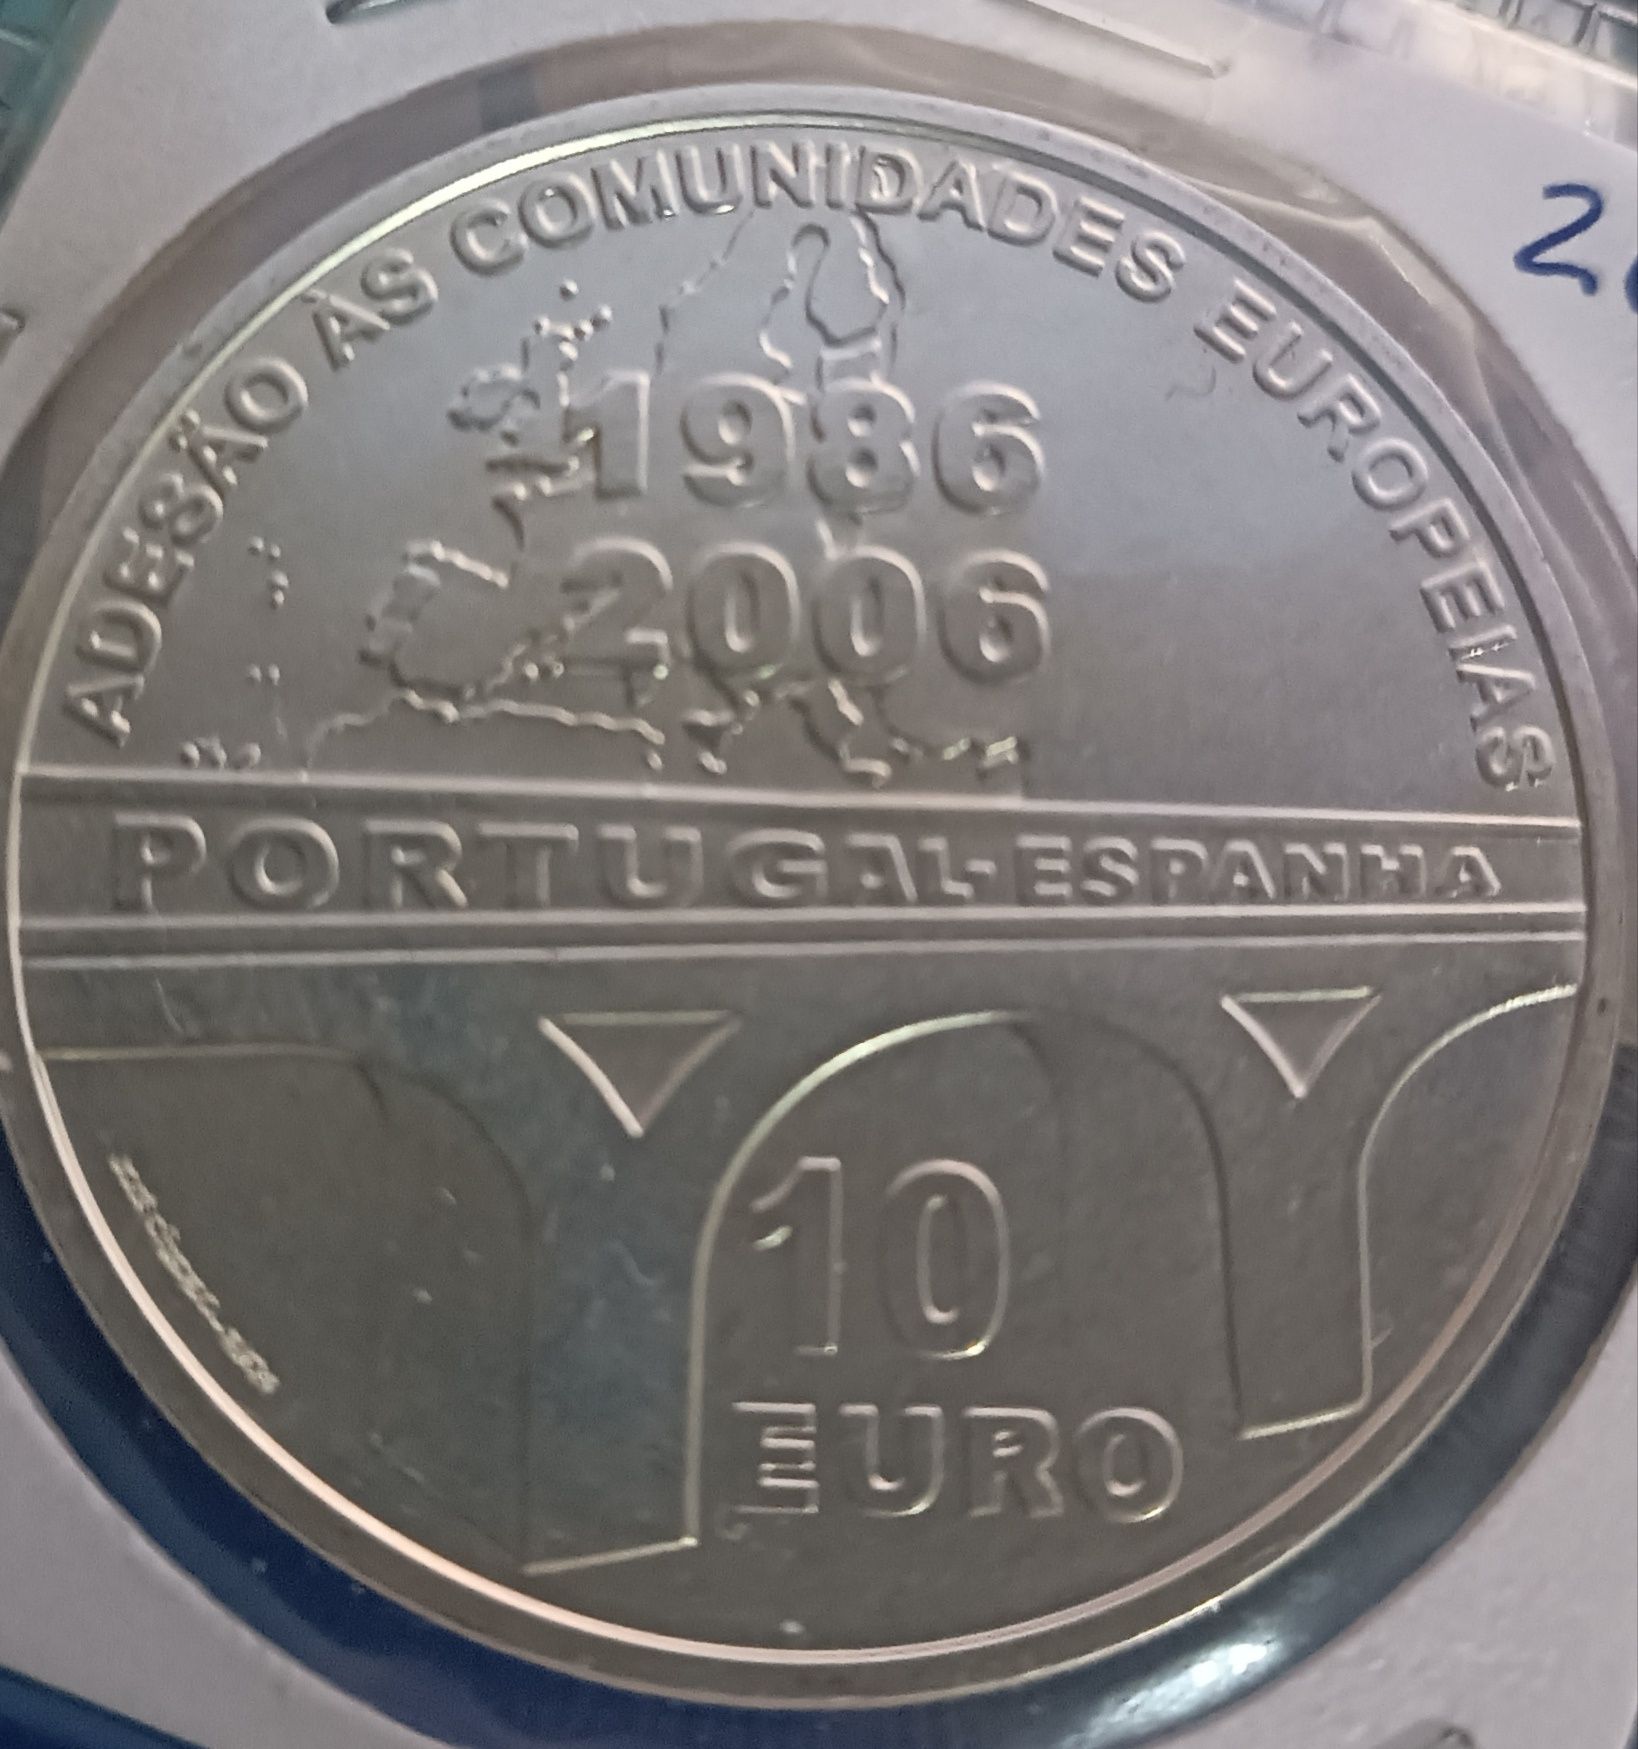 ADESÃO ÀS COMUNIDADES EUROPEIAS
1986
2006
PORTUGAL-ESPANHA
10
EURO